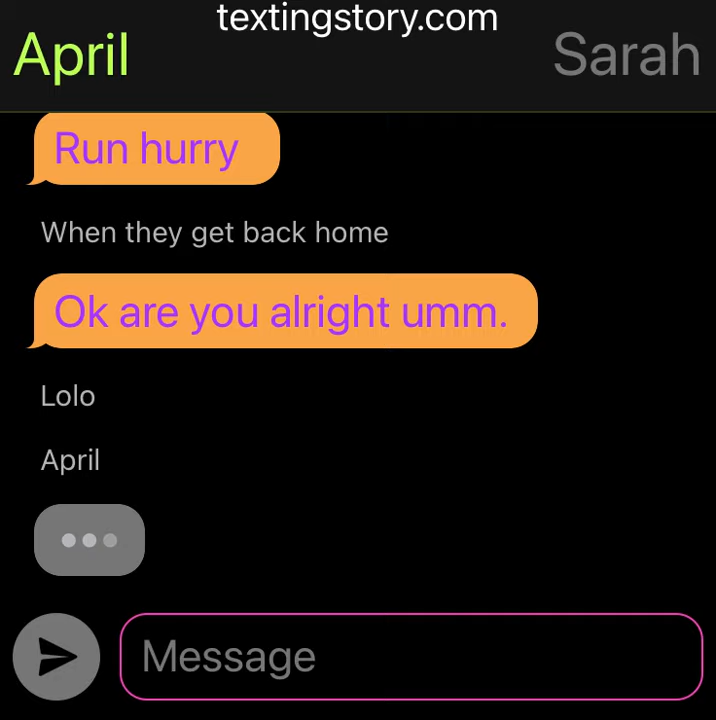 textingstory.com
April
Sarah
Run hurry
When they get back home
Ok are you alright umm.
Lolo
April
Message